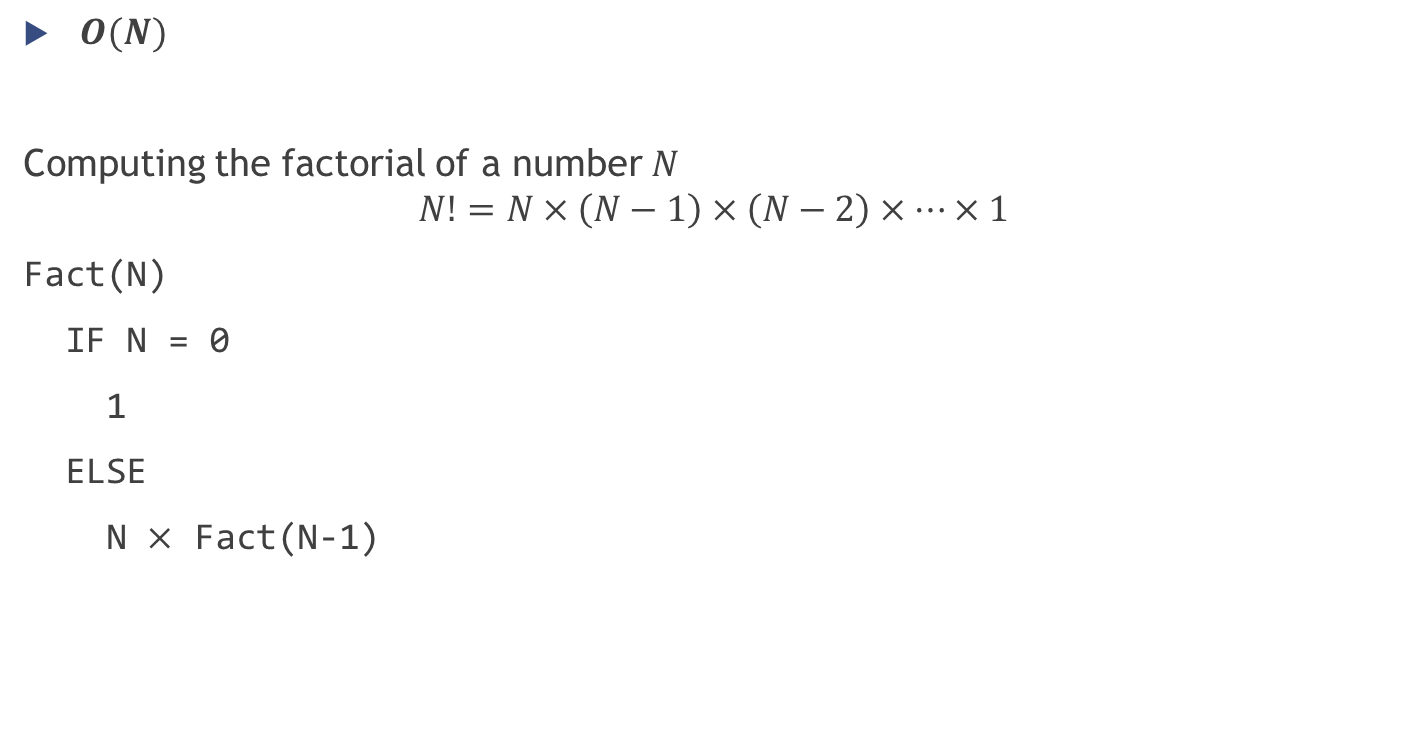 ▶ O(N)
Computing the factorial of a number N
N! = N × (N − 1) × (N − 2) × ⋯ × 1
Fact(N)
IF N = 0
1
ELSE
N × Fact(N-1)